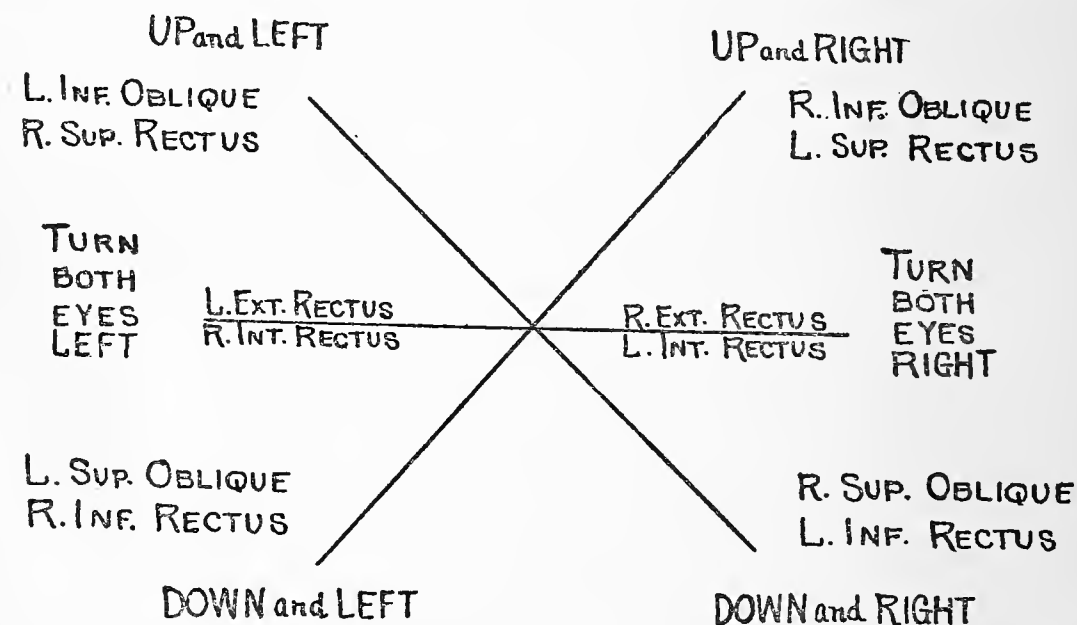 UP and LEFT
L. INF. OBLIQUE
R. SUP. RECTUS
UP and RIGHT
R. INF. OBLIQUE
L. SUP. RECTUS
TURN
BOTH
EYES
LEFT
L. EXT. RECTUS
R. INT. RECTUS
R. EXT. RECTUS
L. INT. RECTUS
TURN
BOTH
EYES
RIGHT
L. SUP. OBLIQUE
R. INF. RECTUS
DOWN and LEFT
R. SUP. OBLIQUE
L. INF. RECTUS
DOWN and RIGHT